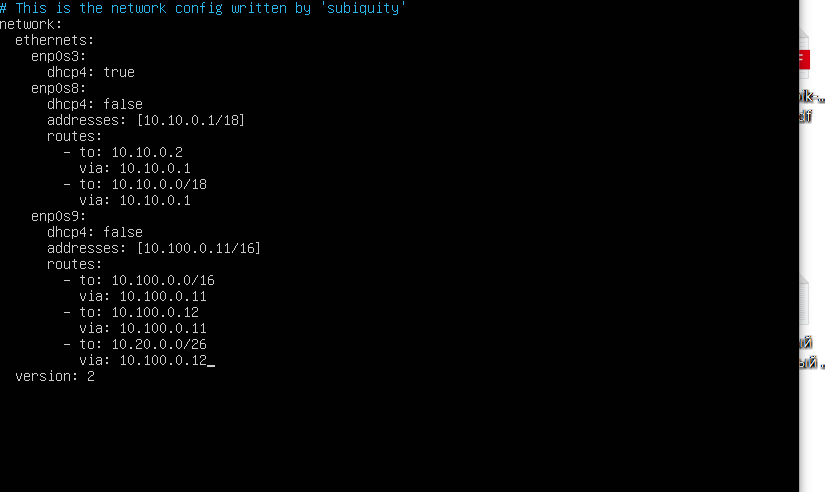 # This is the network config written by 'subiquity'
network:
  ethernets:
    enp0s3:
      dhcp4: true
    enp0s8:
      dhcp4: false
      addresses: [10.10.0.1/18]
      routes:
        - to: 10.10.0.2
          via: 10.10.0.1
        - to: 10.10.0.0/18
          via: 10.10.0.1
    enp0s9:
      dhcp4: false
      addresses: [10.100.0.11/16]
      routes:
        - to: 10.100.0.0/16
          via: 10.100.0.11
        - to: 10.100.0.12
          via: 10.100.0.11
        - to: 10.20.0.0/26
          via: 10.100.0.12
  version: 2